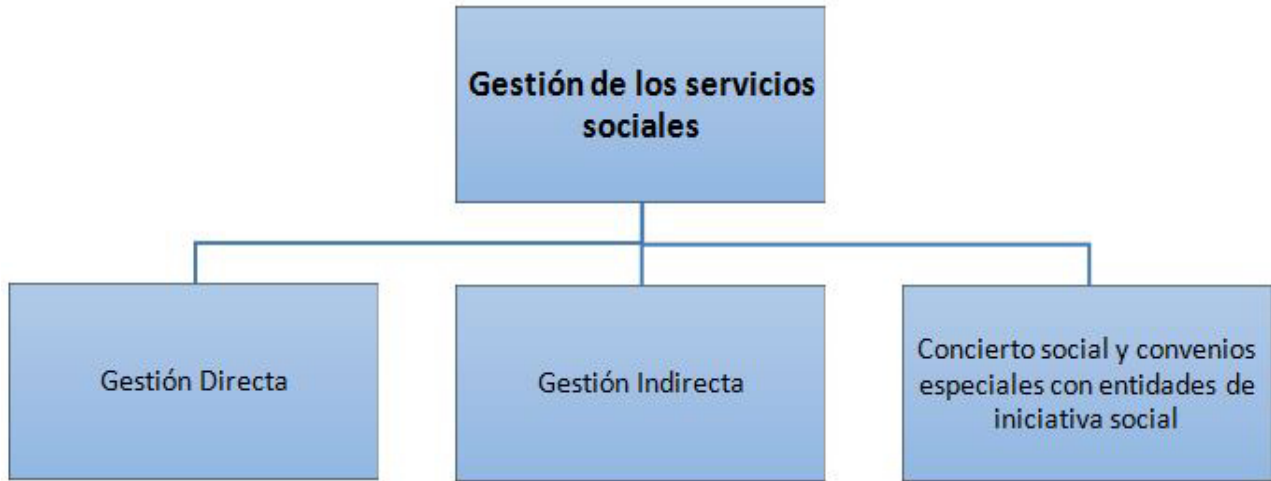 Gestión de los servicios
sociales
Gestión Directa
Gestión Indirecta
Concierto social y convenios
especiales con entidades de
iniciativa social